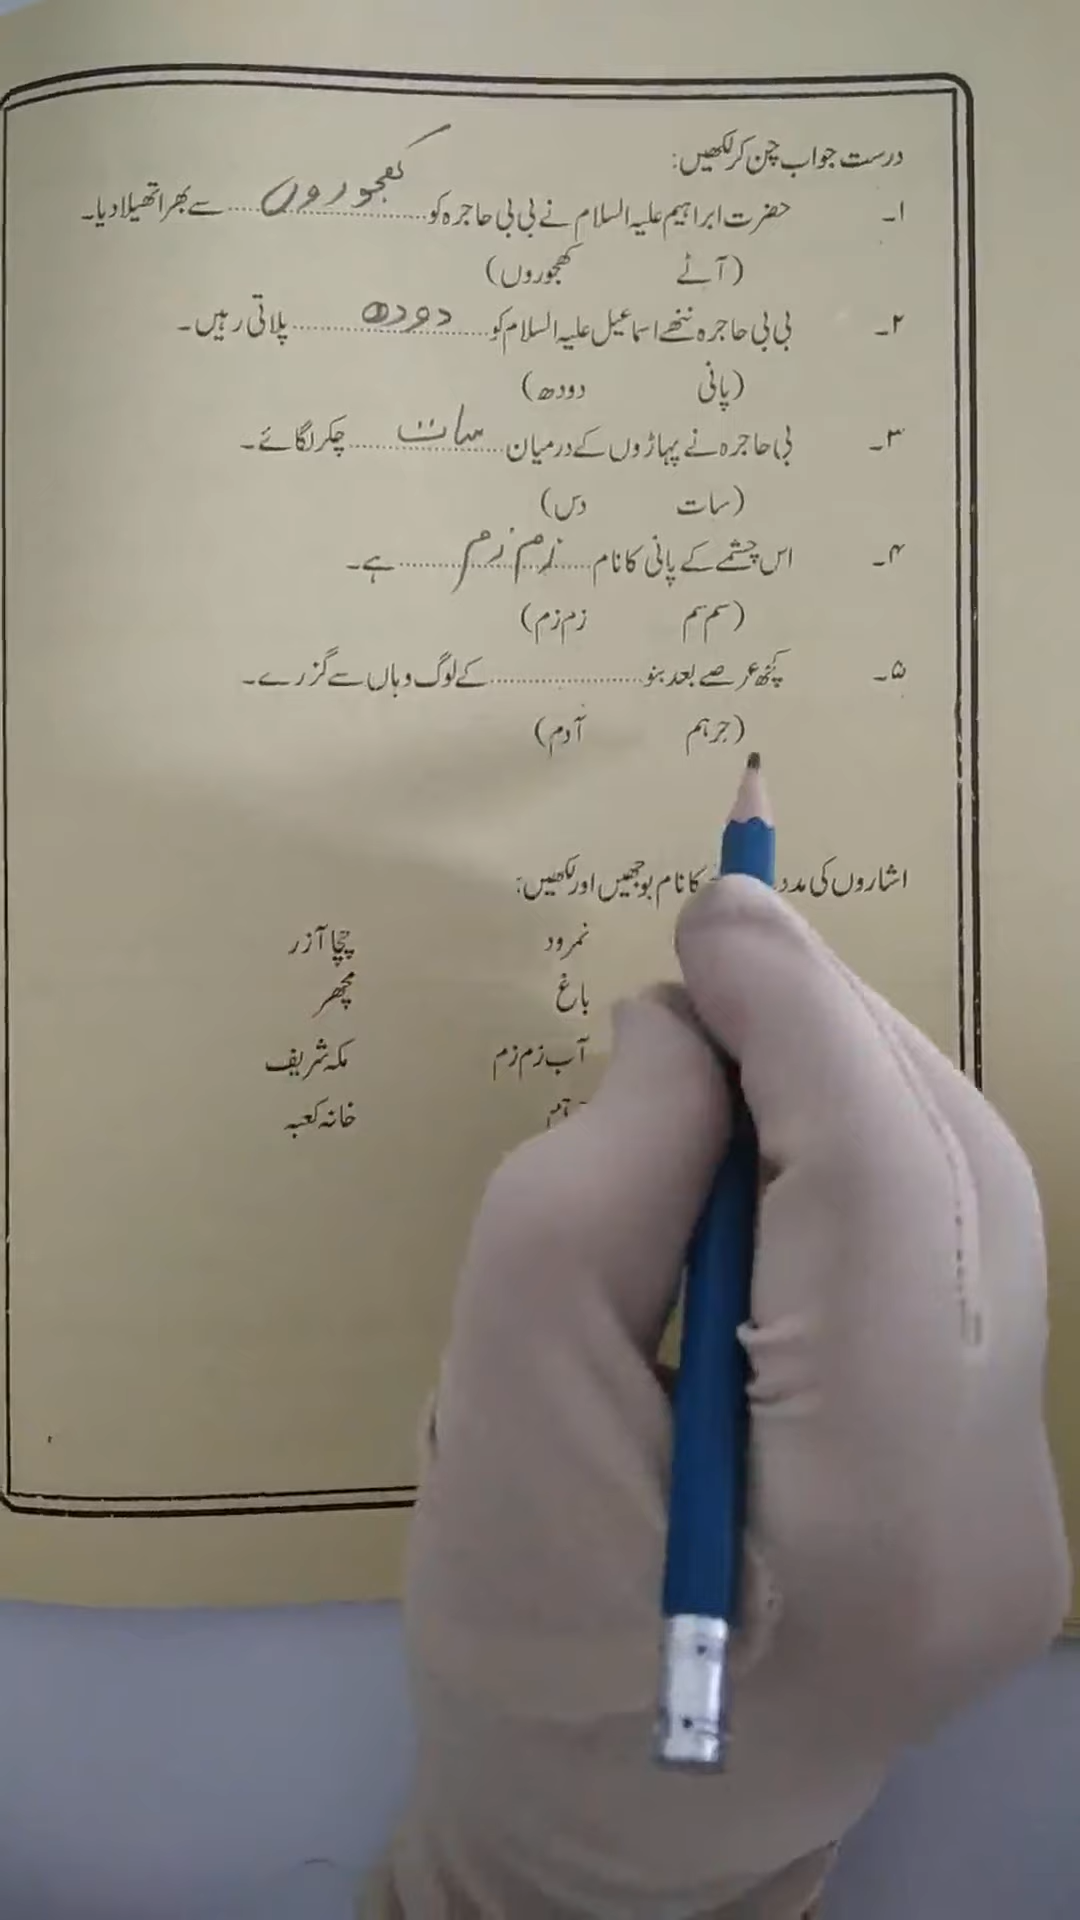 درست جواب چن کر لکھیں:
۱۔ حضرت ابراہیم علیہ السلام نے بی بی حاجرہ کو کھجوروں سے بھرا تھیلا دیا۔
(آٹے کھجوروں)
۲۔ بی بی حاجرہ ننھے اسماعیل علیہ السلام کو دودھ پلاتی رہیں۔
(پانی دودھ)
۳۔ بی حاجرہ نے پہاڑوں کے درمیان سات چکر لگائے۔
(سات دس)
۴۔ اس چشمے کے پانی کا نام زم زم ہے۔
(سم سم زم زم)
۵۔ کچھ عرصے بعد بنو کے لوگ وہاں سے گزرے۔
(جرہم آدم)
اشاروں کی مدد کا نام بوجھیں اور لکھیں:
نمرود چچا آزر
باغ مچھر
آب زم زم مکہ شریف
خانہ کعبہ